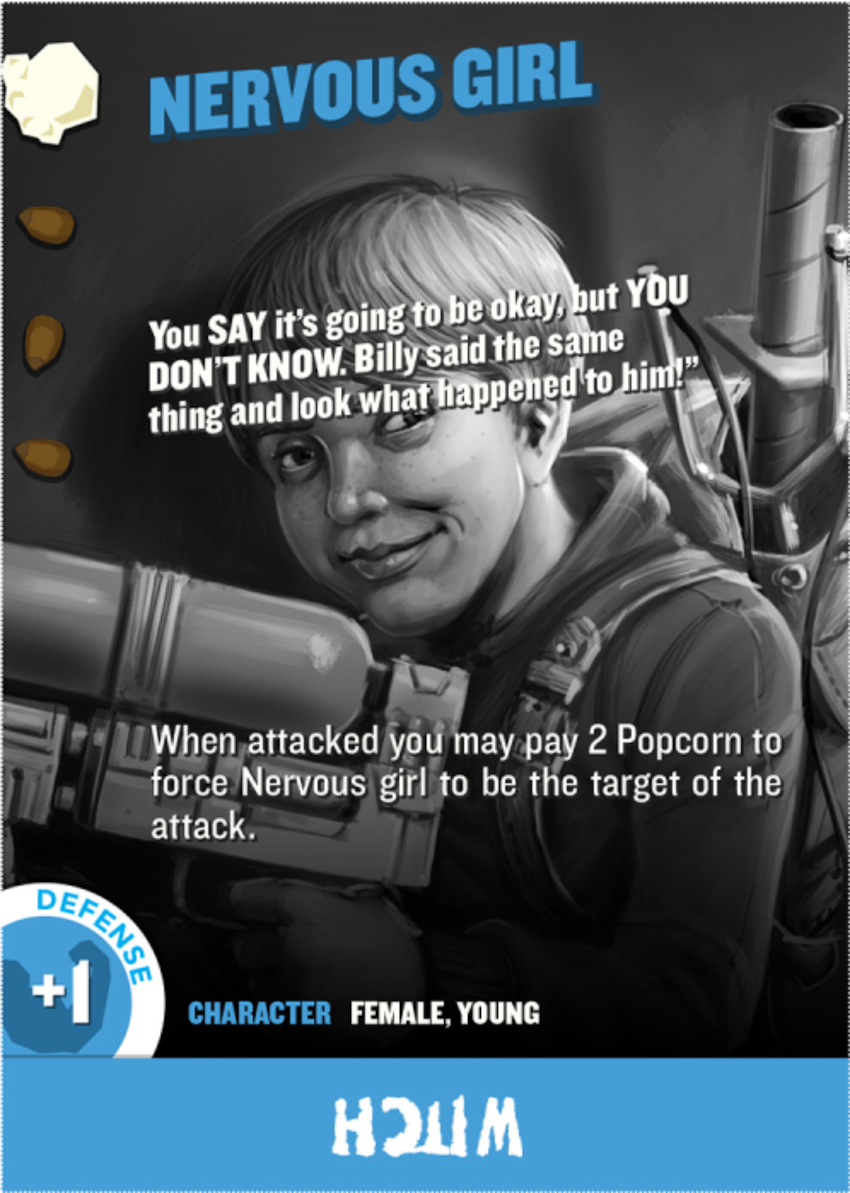 NERVOUS GIRL
You SAY it's going to be okay, but YOU
DON'T KNOW. Billy said the same
thing and look what happened to him!”
When attacked you may pay 2 Popcorn to
force Nervous girl to be the target of the
attack.
DEFENSE
+1
CHARACTER FEMALE, YOUNG
WITCH